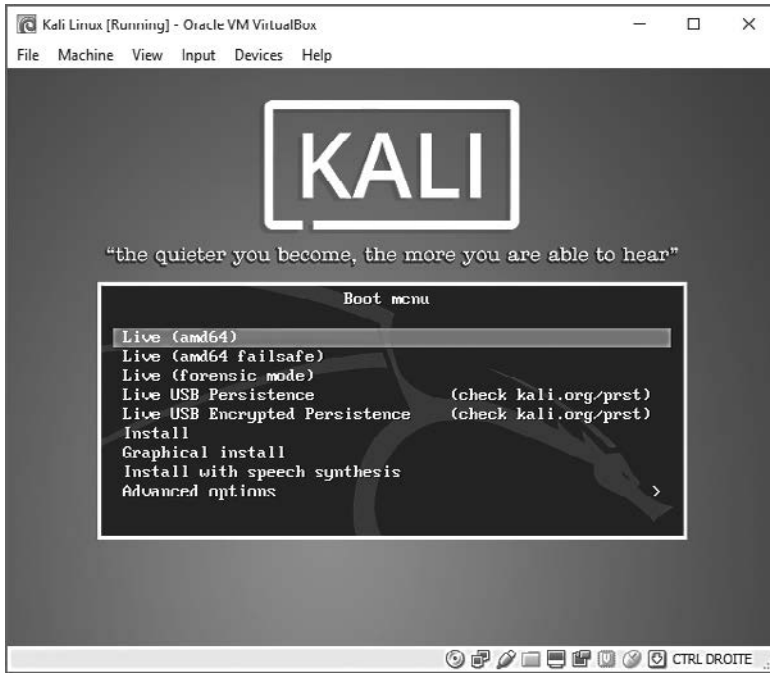 Kali Linux [Running] - Oracle VM VirtualBox
File Machine View Input Devices Help
KALI
“the quieter you become, the more you are able to hear”
Boot menu
Live (amd64)
Live (amd64 failsafe)
Live (forensic mode)
Live USB Persistence (check kali.org/prst)
Live USB Encrypted Persistence (check kali.org/prst)
Install
Graphical install
Install with speech synthesis
Advanced options >
CTRL DROITE